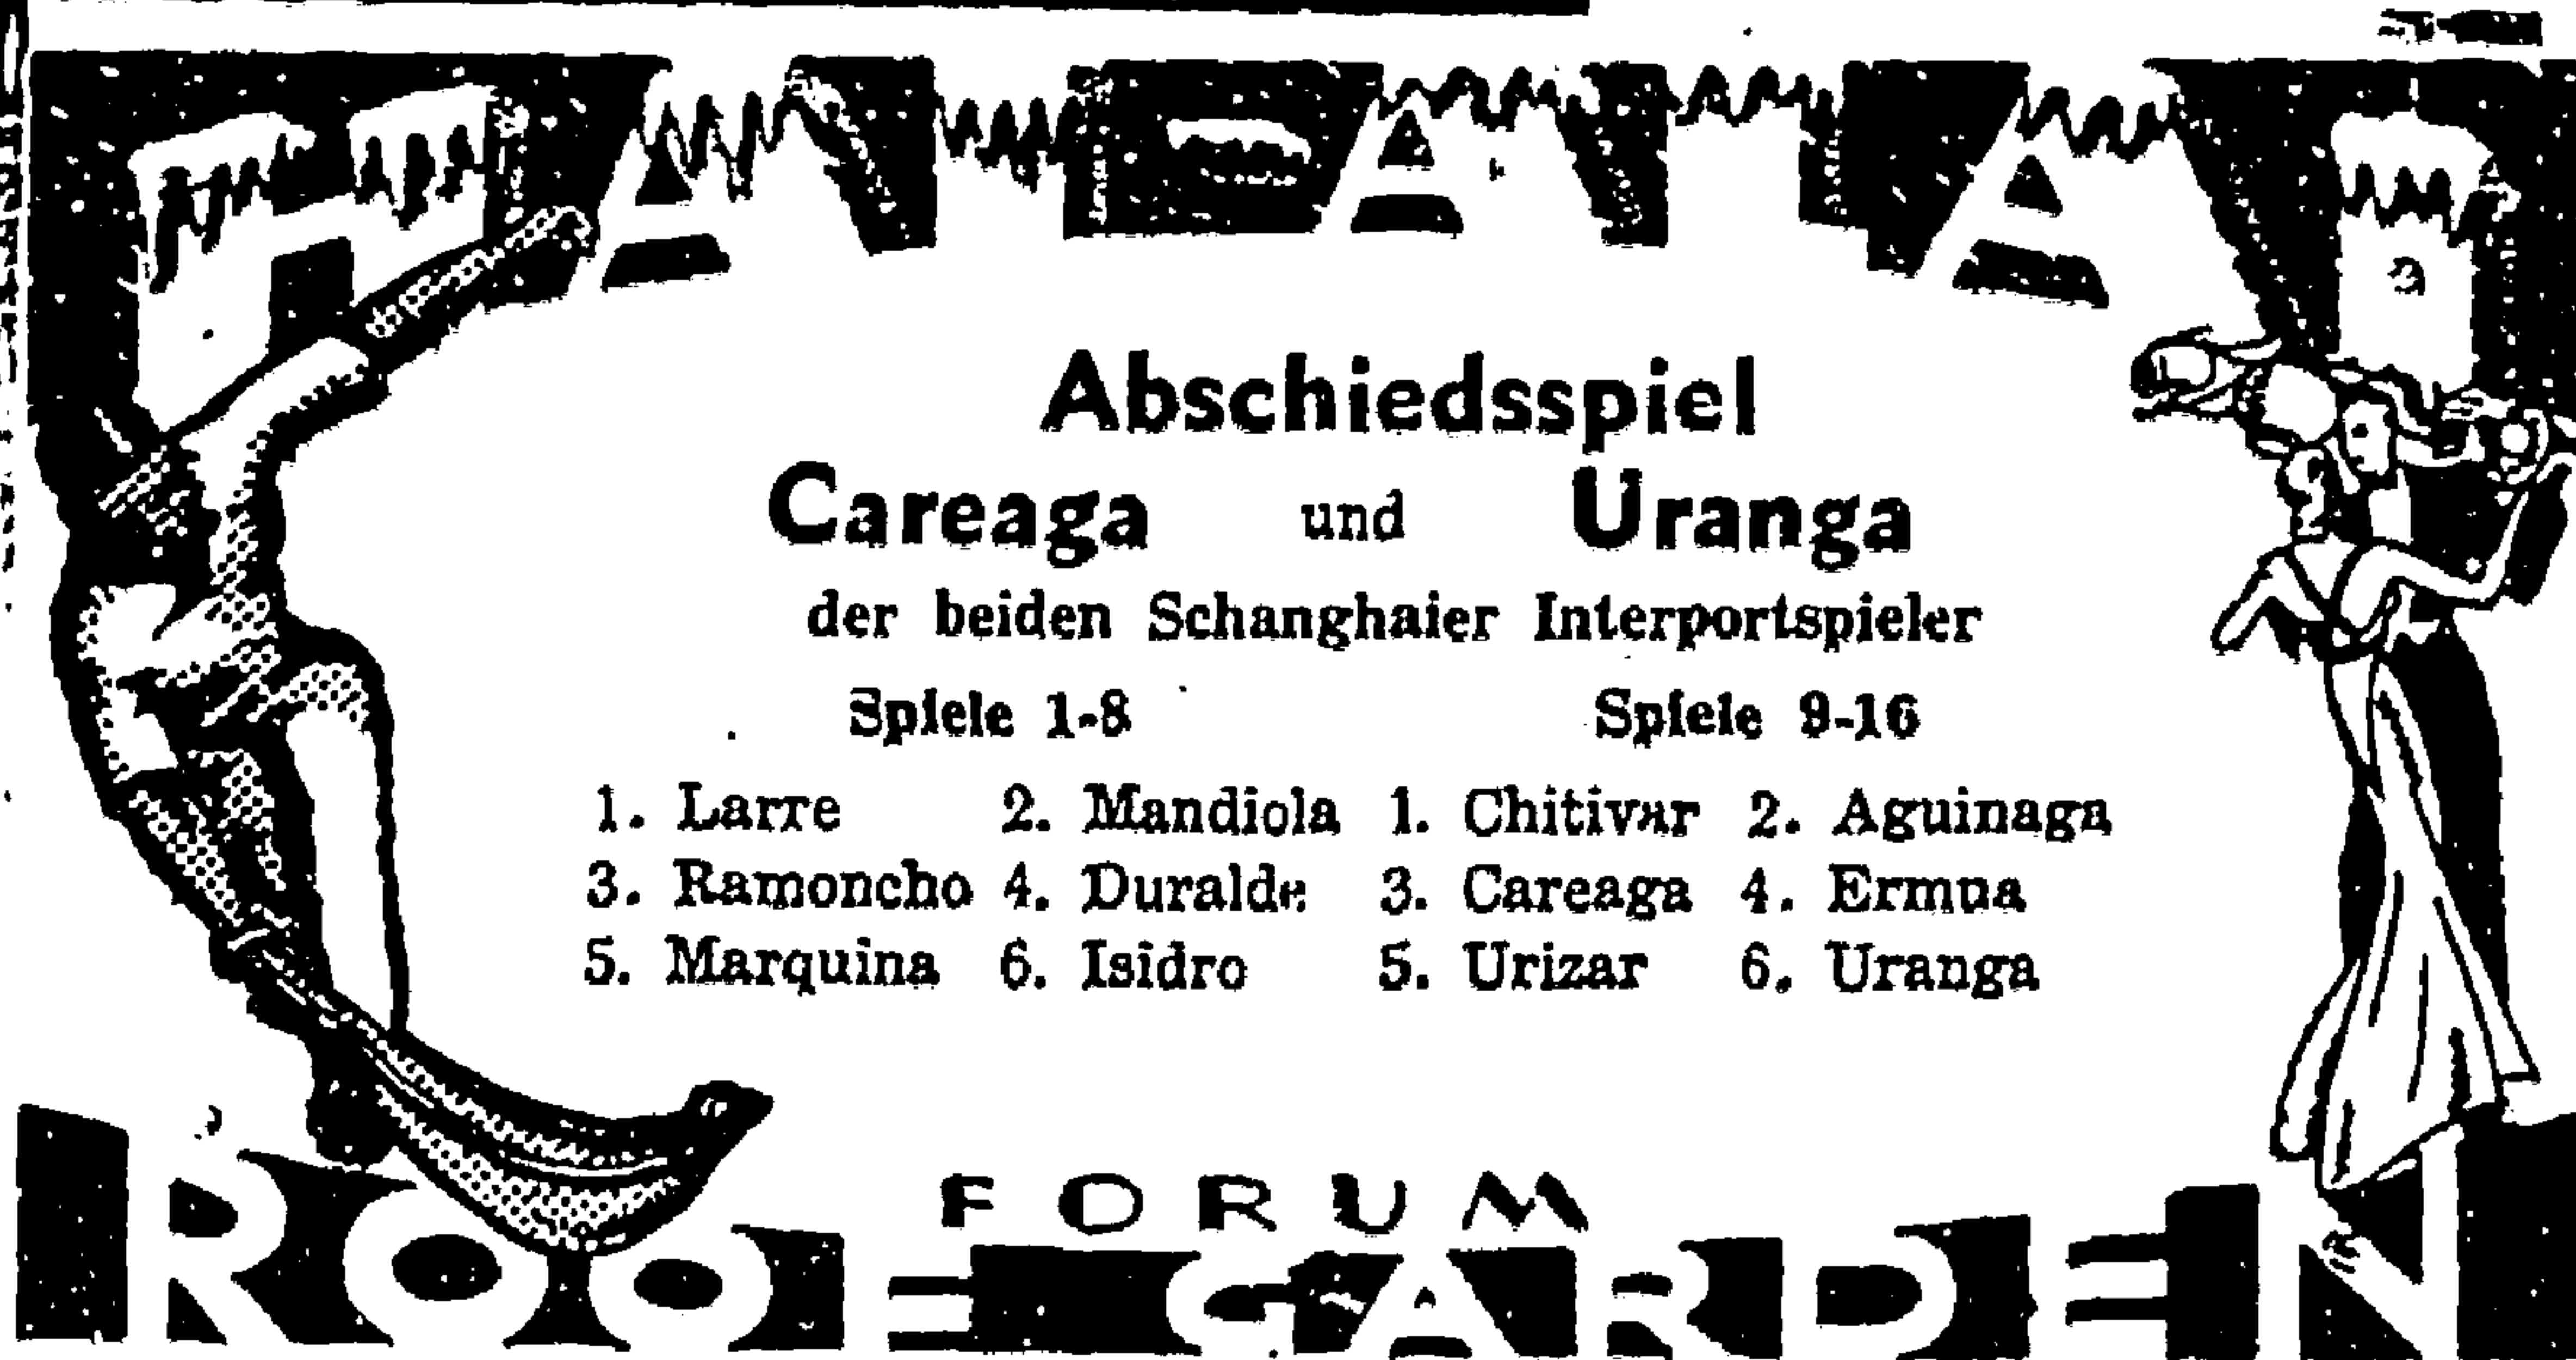 HAI-ALAI
Abschiedsspiel
Careaga und Uranga
der beiden Schanghaier Interportspieler
Spiele 1-8 Spiele 9-16
1. Larre 2. Mandiola 1. Chitivar 2. Aguinaga
3. Ramoncho 4. Duralde 3. Careaga 4. Ermua
5. Marquina 6. Isidro 5. Urizar 6. Uranga
FORUM
ROOF GARDEN